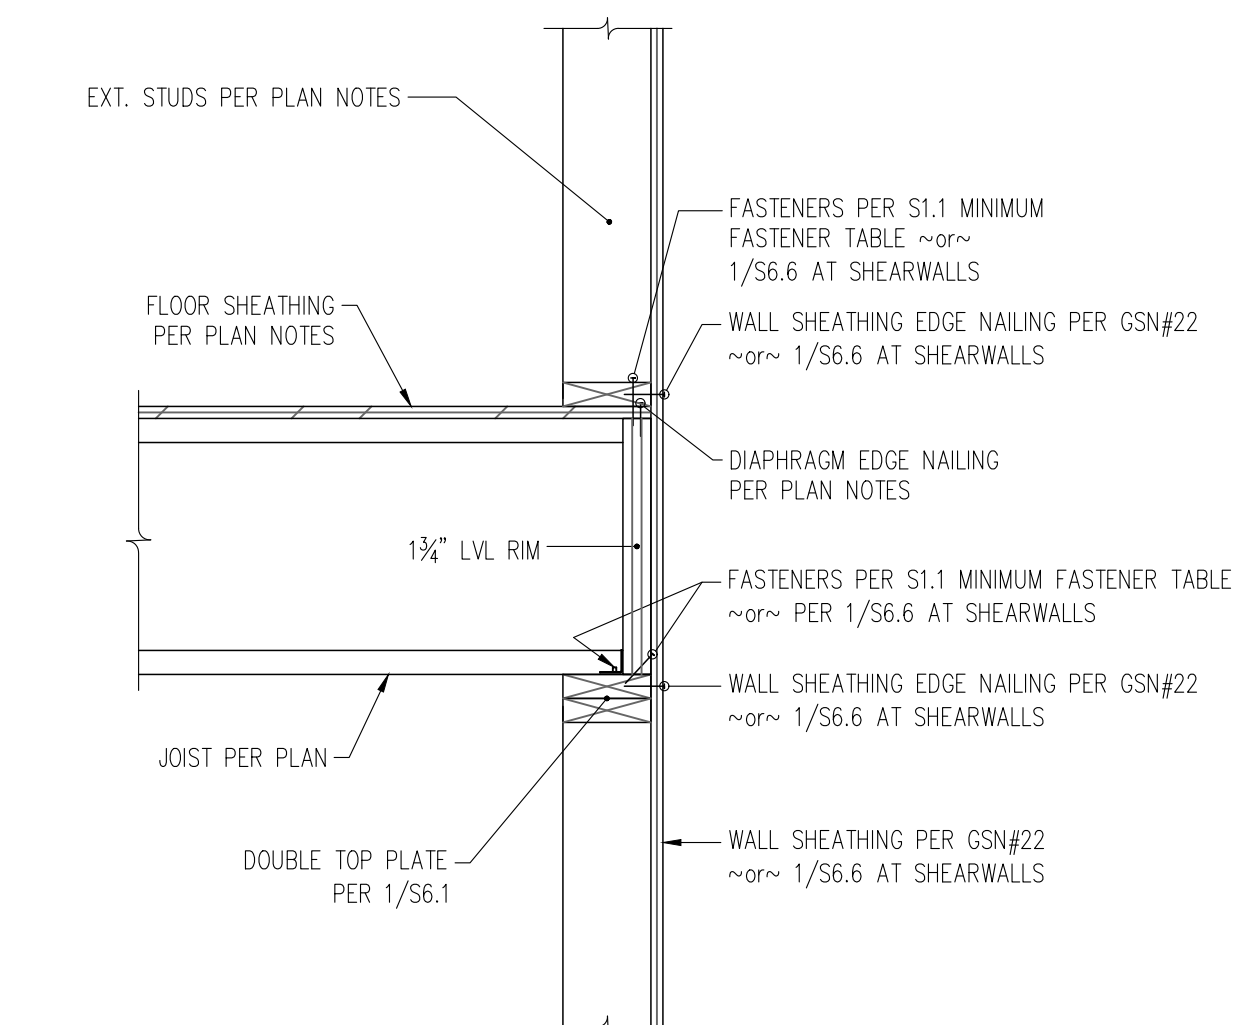 EXT. STUDS PER PLAN NOTES
FASTENERS PER S1.1 MINIMUM
FASTENER TABLE ~or~
1/S6.6 AT SHEARWALLS
FLOOR SHEATHING
PER PLAN NOTES
WALL SHEATHING EDGE NAILING PER GSN#22
~or~ 1/S6.6 AT SHEARWALLS
DIAPHRAGM EDGE NAILING
PER PLAN NOTES
1¾" LVL RIM
FASTENERS PER S1.1 MINIMUM FASTENER TABLE
~or~ PER 1/S6.6 AT SHEARWALLS
WALL SHEATHING EDGE NAILING PER GSN#22
~or~ 1/S6.6 AT SHEARWALLS
JOIST PER PLAN
DOUBLE TOP PLATE
PER 1/S6.1
WALL SHEATHING PER GSN#22
~or~ 1/S6.6 AT SHEARWALLS